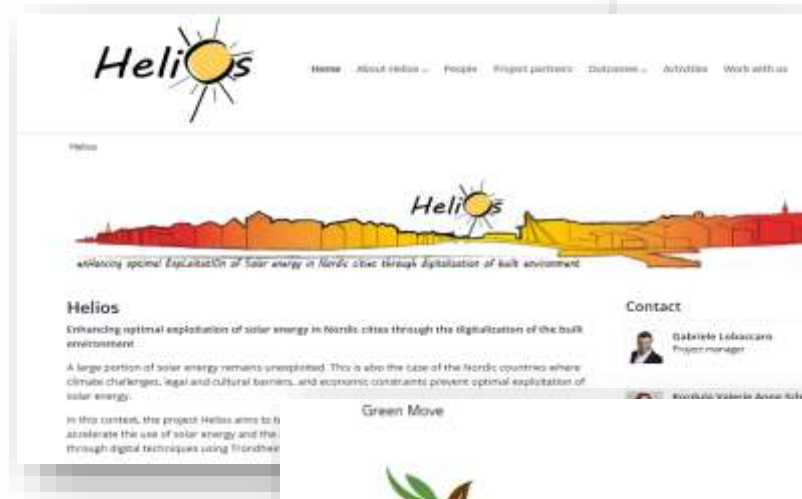 Helios
Home About Helios People Project partners Outcomes Activities Work with us
Helios
Helios
enHancing optimal ExpLoitatIOn of Solar energy in Nordic cities through digitalization of built environment
Helios
Enhancing optimal exploitation of solar energy in Nordic cities through the digitalization of the built
environment
A large portion of solar energy remains unexploited. This is also the case of the Nordic countries where
climate challenges, legal and cultural barriers, and economic constraints prevent optimal exploitation of
solar energy.
In this context, the project Helios aims to
accelerate the use of solar energy and the
through digital techniques using Trondheim
Contact
Gabriele Lobaccaro
Project manager
Valerie Anne
Green Move